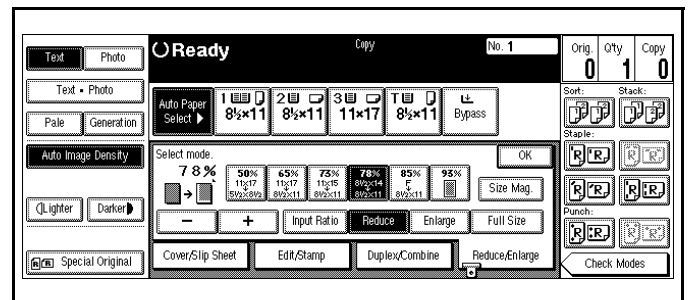 Ready
Copy
No. 1
Orig. Q'ty Copy
0 1 0
Text Photo
Text • Photo
Pale Generation
Auto Image Density
Lighter Darker
Special Original
Auto Paper
Select ▶
1 8½×11
2 8½×11
3 11×17
T 8½×11
Bypass
Select mode.
OK
78%
50%
11×17
5½×8½
65%
11×17
8½×11
73%
11×15
8½×11
78%
8½×14
8½×11
85%
F
8½×11
93%
Size Mag.
− + Input Ratio Reduce Enlarge Full Size
Cover/Slip Sheet Edit/Stamp Duplex/Combine Reduce/Enlarge
Sort: Stack:
Staple:
Punch:
Check Modes